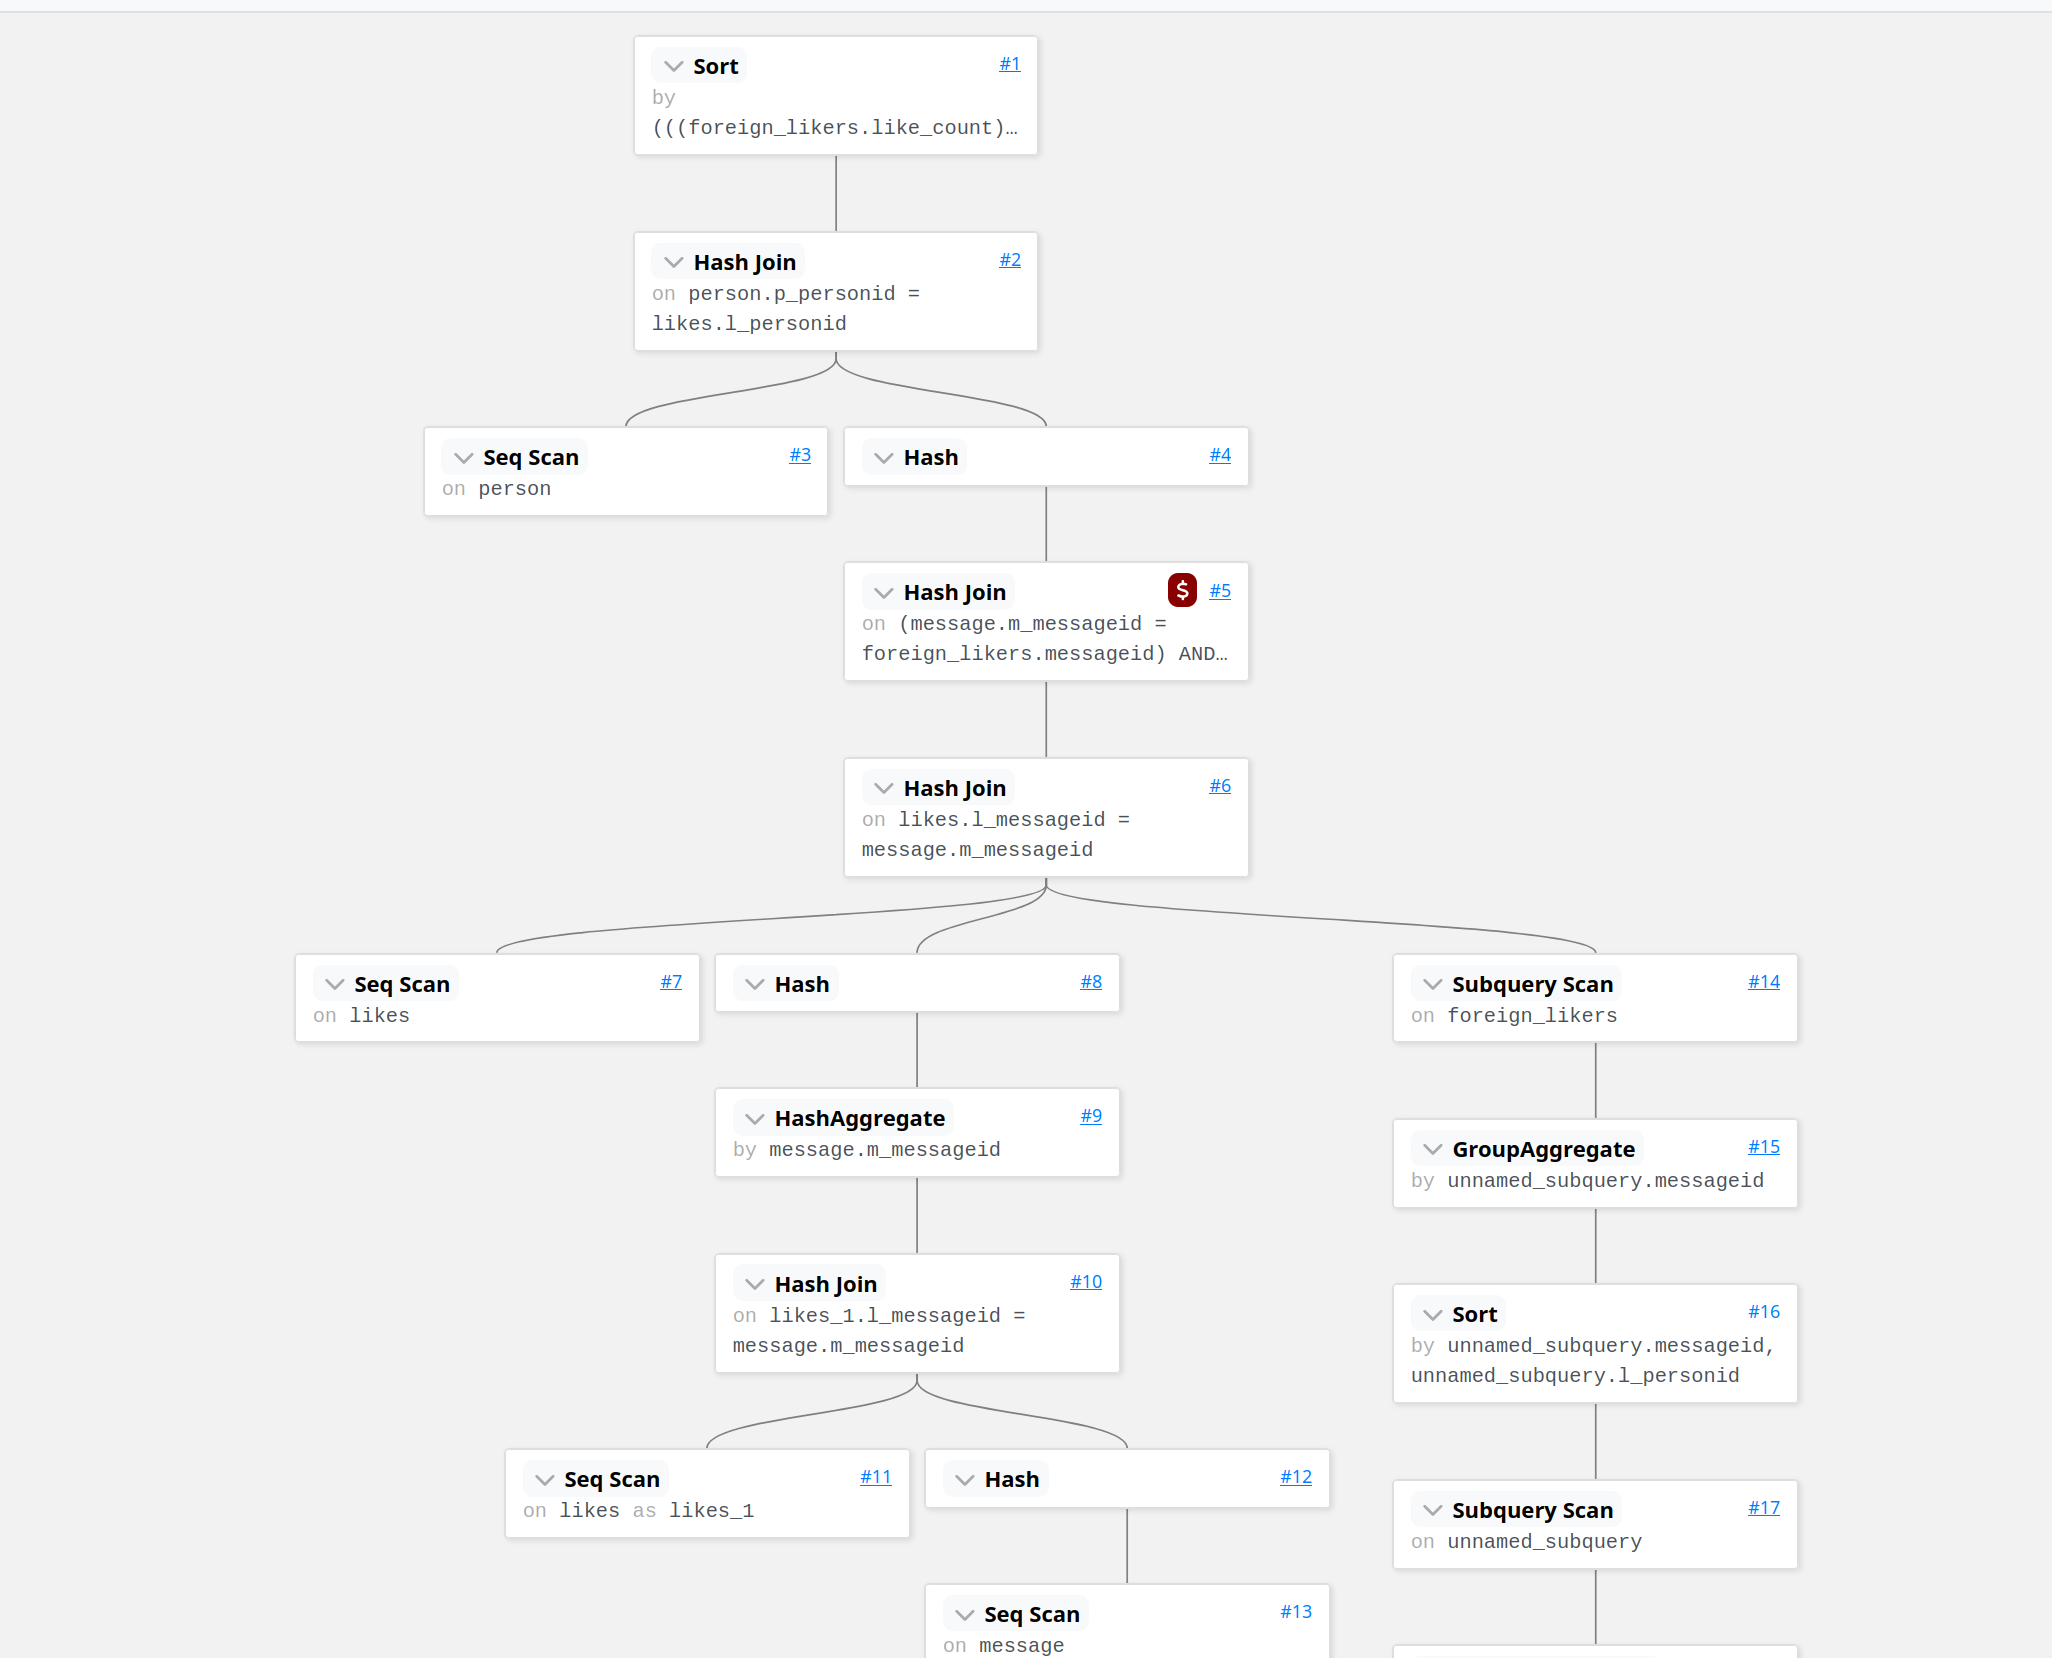 Sort #1
by
(((foreign_likers.like_count)…
Hash Join #2
on person.p_personid =
likes.l_personid
Seq Scan #3
on person
Hash #4
Hash Join $ #5
on (message.m_messageid =
foreign_likers.messageid) AND…
Hash Join #6
on likes.l_messageid =
message.m_messageid
Seq Scan #7
on likes
Hash #8
Subquery Scan #14
on foreign_likers
HashAggregate #9
by message.m_messageid
GroupAggregate #15
by unnamed_subquery.messageid
Hash Join #10
on likes_1.l_messageid =
message.m_messageid
Sort #16
by unnamed_subquery.messageid,
unnamed_subquery.l_personid
Seq Scan #11
on likes as likes_1
Hash #12
Subquery Scan #17
on unnamed_subquery
Seq Scan #13
on message